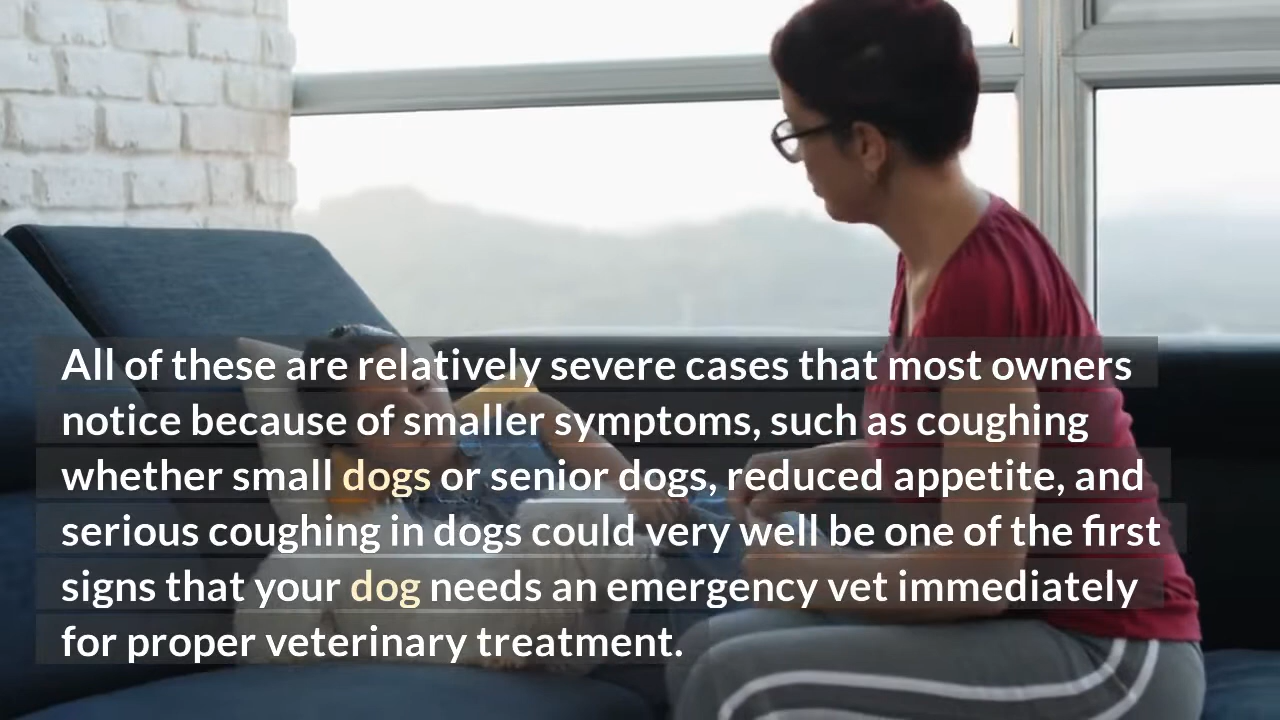 All of these are relatively severe cases that most owners
notice because of smaller symptoms, such as coughing
whether small dogs or senior dogs, reduced appetite, and
serious coughing in dogs could very well be one of the first
signs that your dog needs an emergency vet immediately
for proper veterinary treatment.